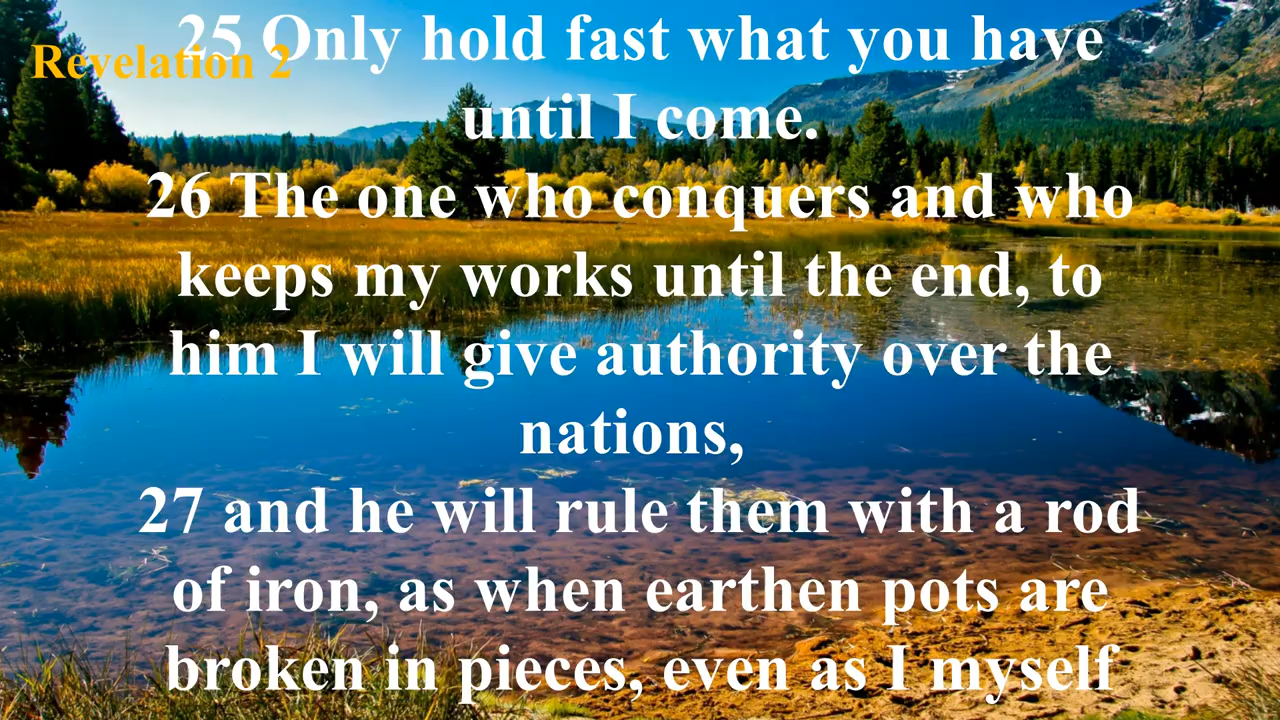 Revelation 2
25 Only hold fast what you have
until I come.
26 The one who conquers and who
keeps my works until the end, to
him I will give authority over the
nations,
27 and he will rule them with a rod
of iron, as when earthen pots are
broken in pieces, even as I myself